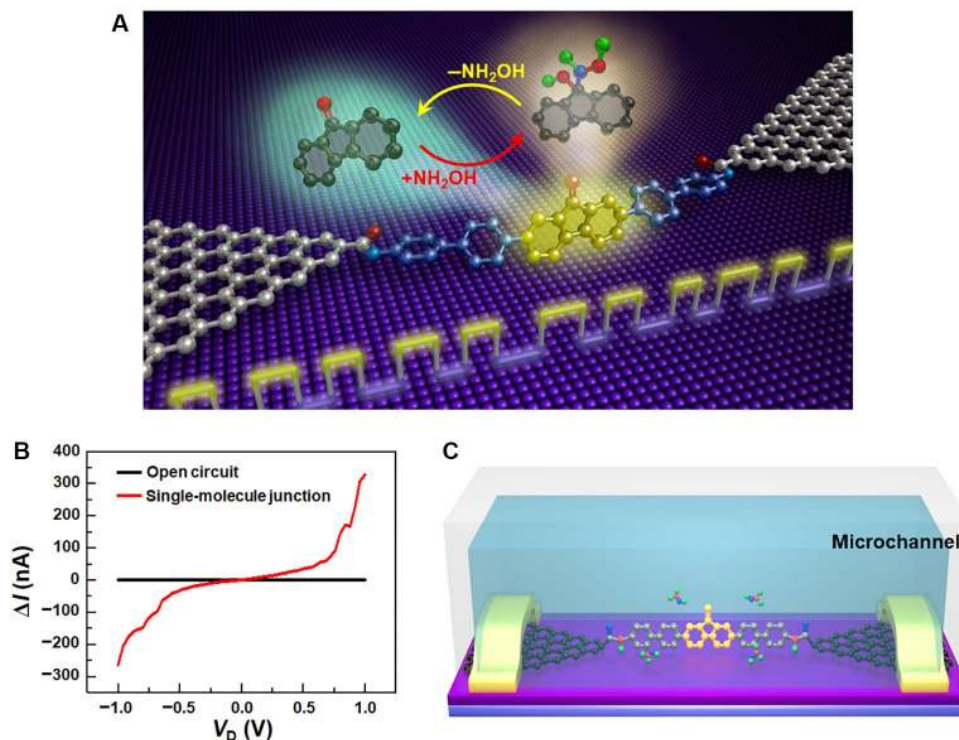 A
–NH₂OH
+NH₂OH
B
400
300
200
100
0
−100
−200
−300
ΔI (nA)
Open circuit
Single-molecule junction
−1.0
−0.5
0.0
0.5
1.0
V_D (V)
C
Microchannel